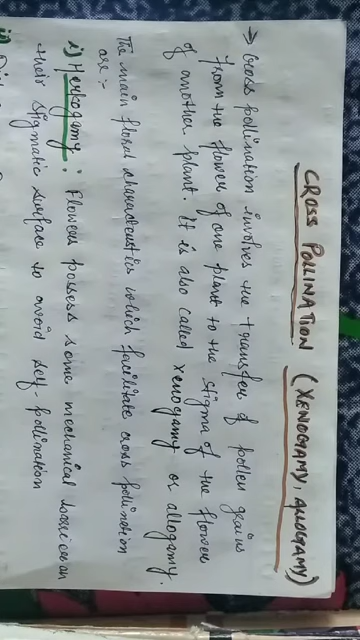 CROSS POLLINATION (XENOGAMY, ALLOGAMY)
→ Cross pollination involves the transfer of pollen grains
from the flower of one plant to the stigma of the flower
of another plant. It is also called xenogamy or allogamy.
The main floral characteristics which facilitate cross pollination
are :-
i) Herkogamy : Flowers possess some mechanical barrier on
their stigmatic surface to avoid self-pollination
ii)